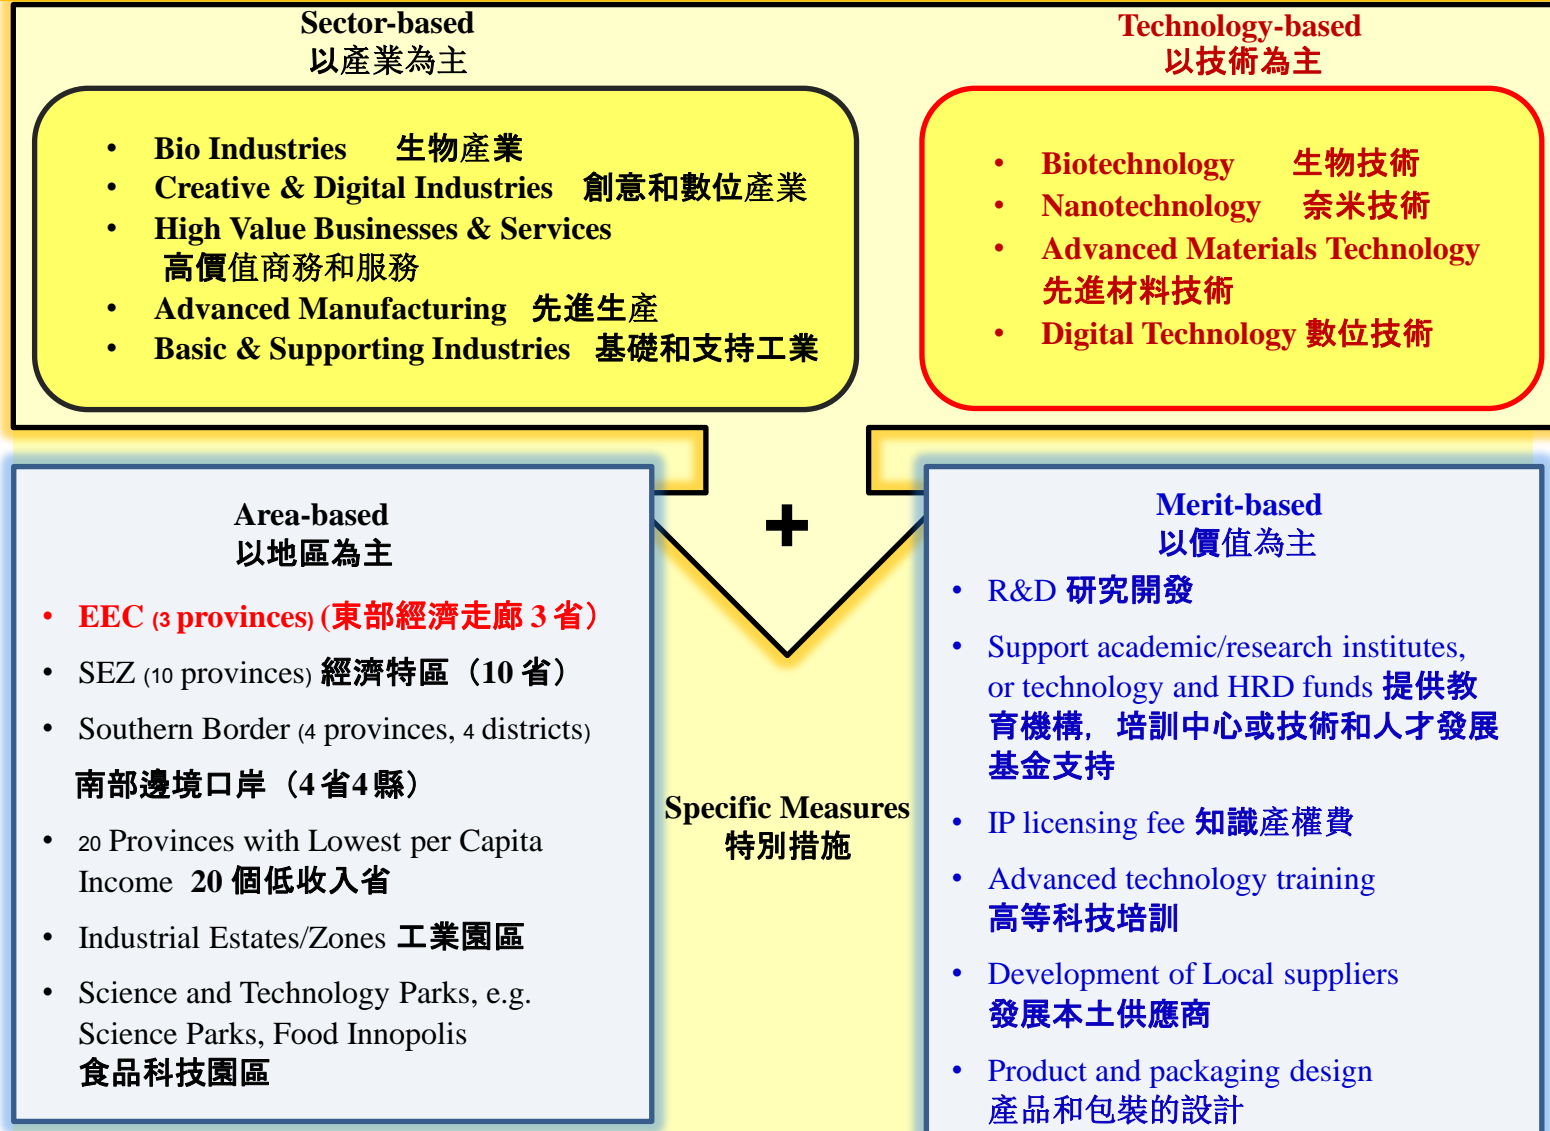 Sector-based
以產業為主
• Bio Industries 生物產業
• Creative & Digital Industries 創意和數位產業
• High Value Businesses & Services
高價值商務和服務
• Advanced Manufacturing 先進生產
• Basic & Supporting Industries 基礎和支持工業
Technology-based
以技術為主
• Biotechnology 生物技術
• Nanotechnology 奈米技術
• Advanced Materials Technology
先進材料技術
• Digital Technology 數位技術
+
Area-based
以地區為主
• EEC (3 provinces) (東部經濟走廊 3 省）
• SEZ (10 provinces) 經濟特區（10 省）
• Southern Border (4 provinces, 4 districts)
南部邊境口岸（4 省4 縣）
• 20 Provinces with Lowest per Capita
Income 20 個低收入省
• Industrial Estates/Zones 工業園區
• Science and Technology Parks, e.g.
Science Parks, Food Innopolis
食品科技園區
Specific Measures
特別措施
Merit-based
以價值為主
• R&D 研究開發
• Support academic/research institutes,
or technology and HRD funds 提供教
育機構，培訓中心或技術和人才發展
基金支持
• IP licensing fee 知識產權費
• Advanced technology training
高等科技培訓
• Development of Local suppliers
發展本土供應商
• Product and packaging design
產品和包裝的設計